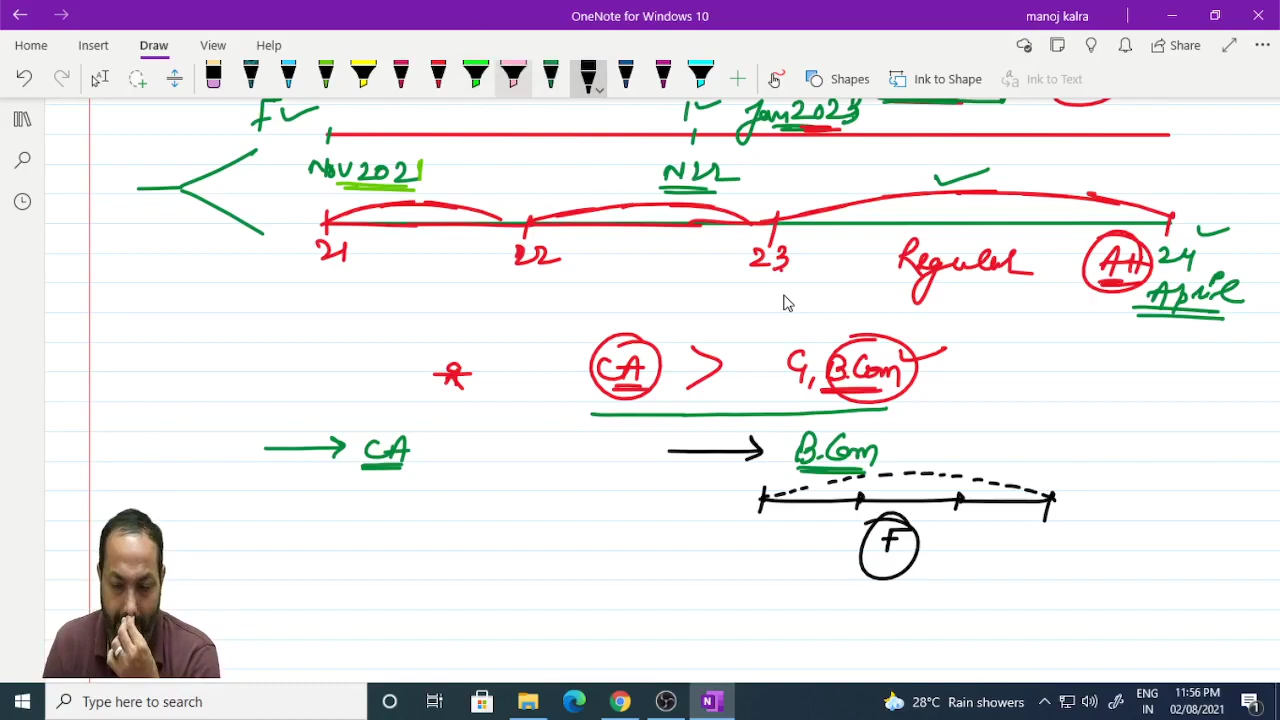 OneNote for Windows 10
manoj kalra
Home Insert Draw View Help
Share
Shapes Ink to Shape Ink to Text
F I Jan 2023
Nov 2021 N22
21 22 23 Regular 24
April
CA > G, B.Com
CA B.Com
F
Type here to search
28°C Rain showers
ENG
IN
11:56 PM
02/08/2021
1